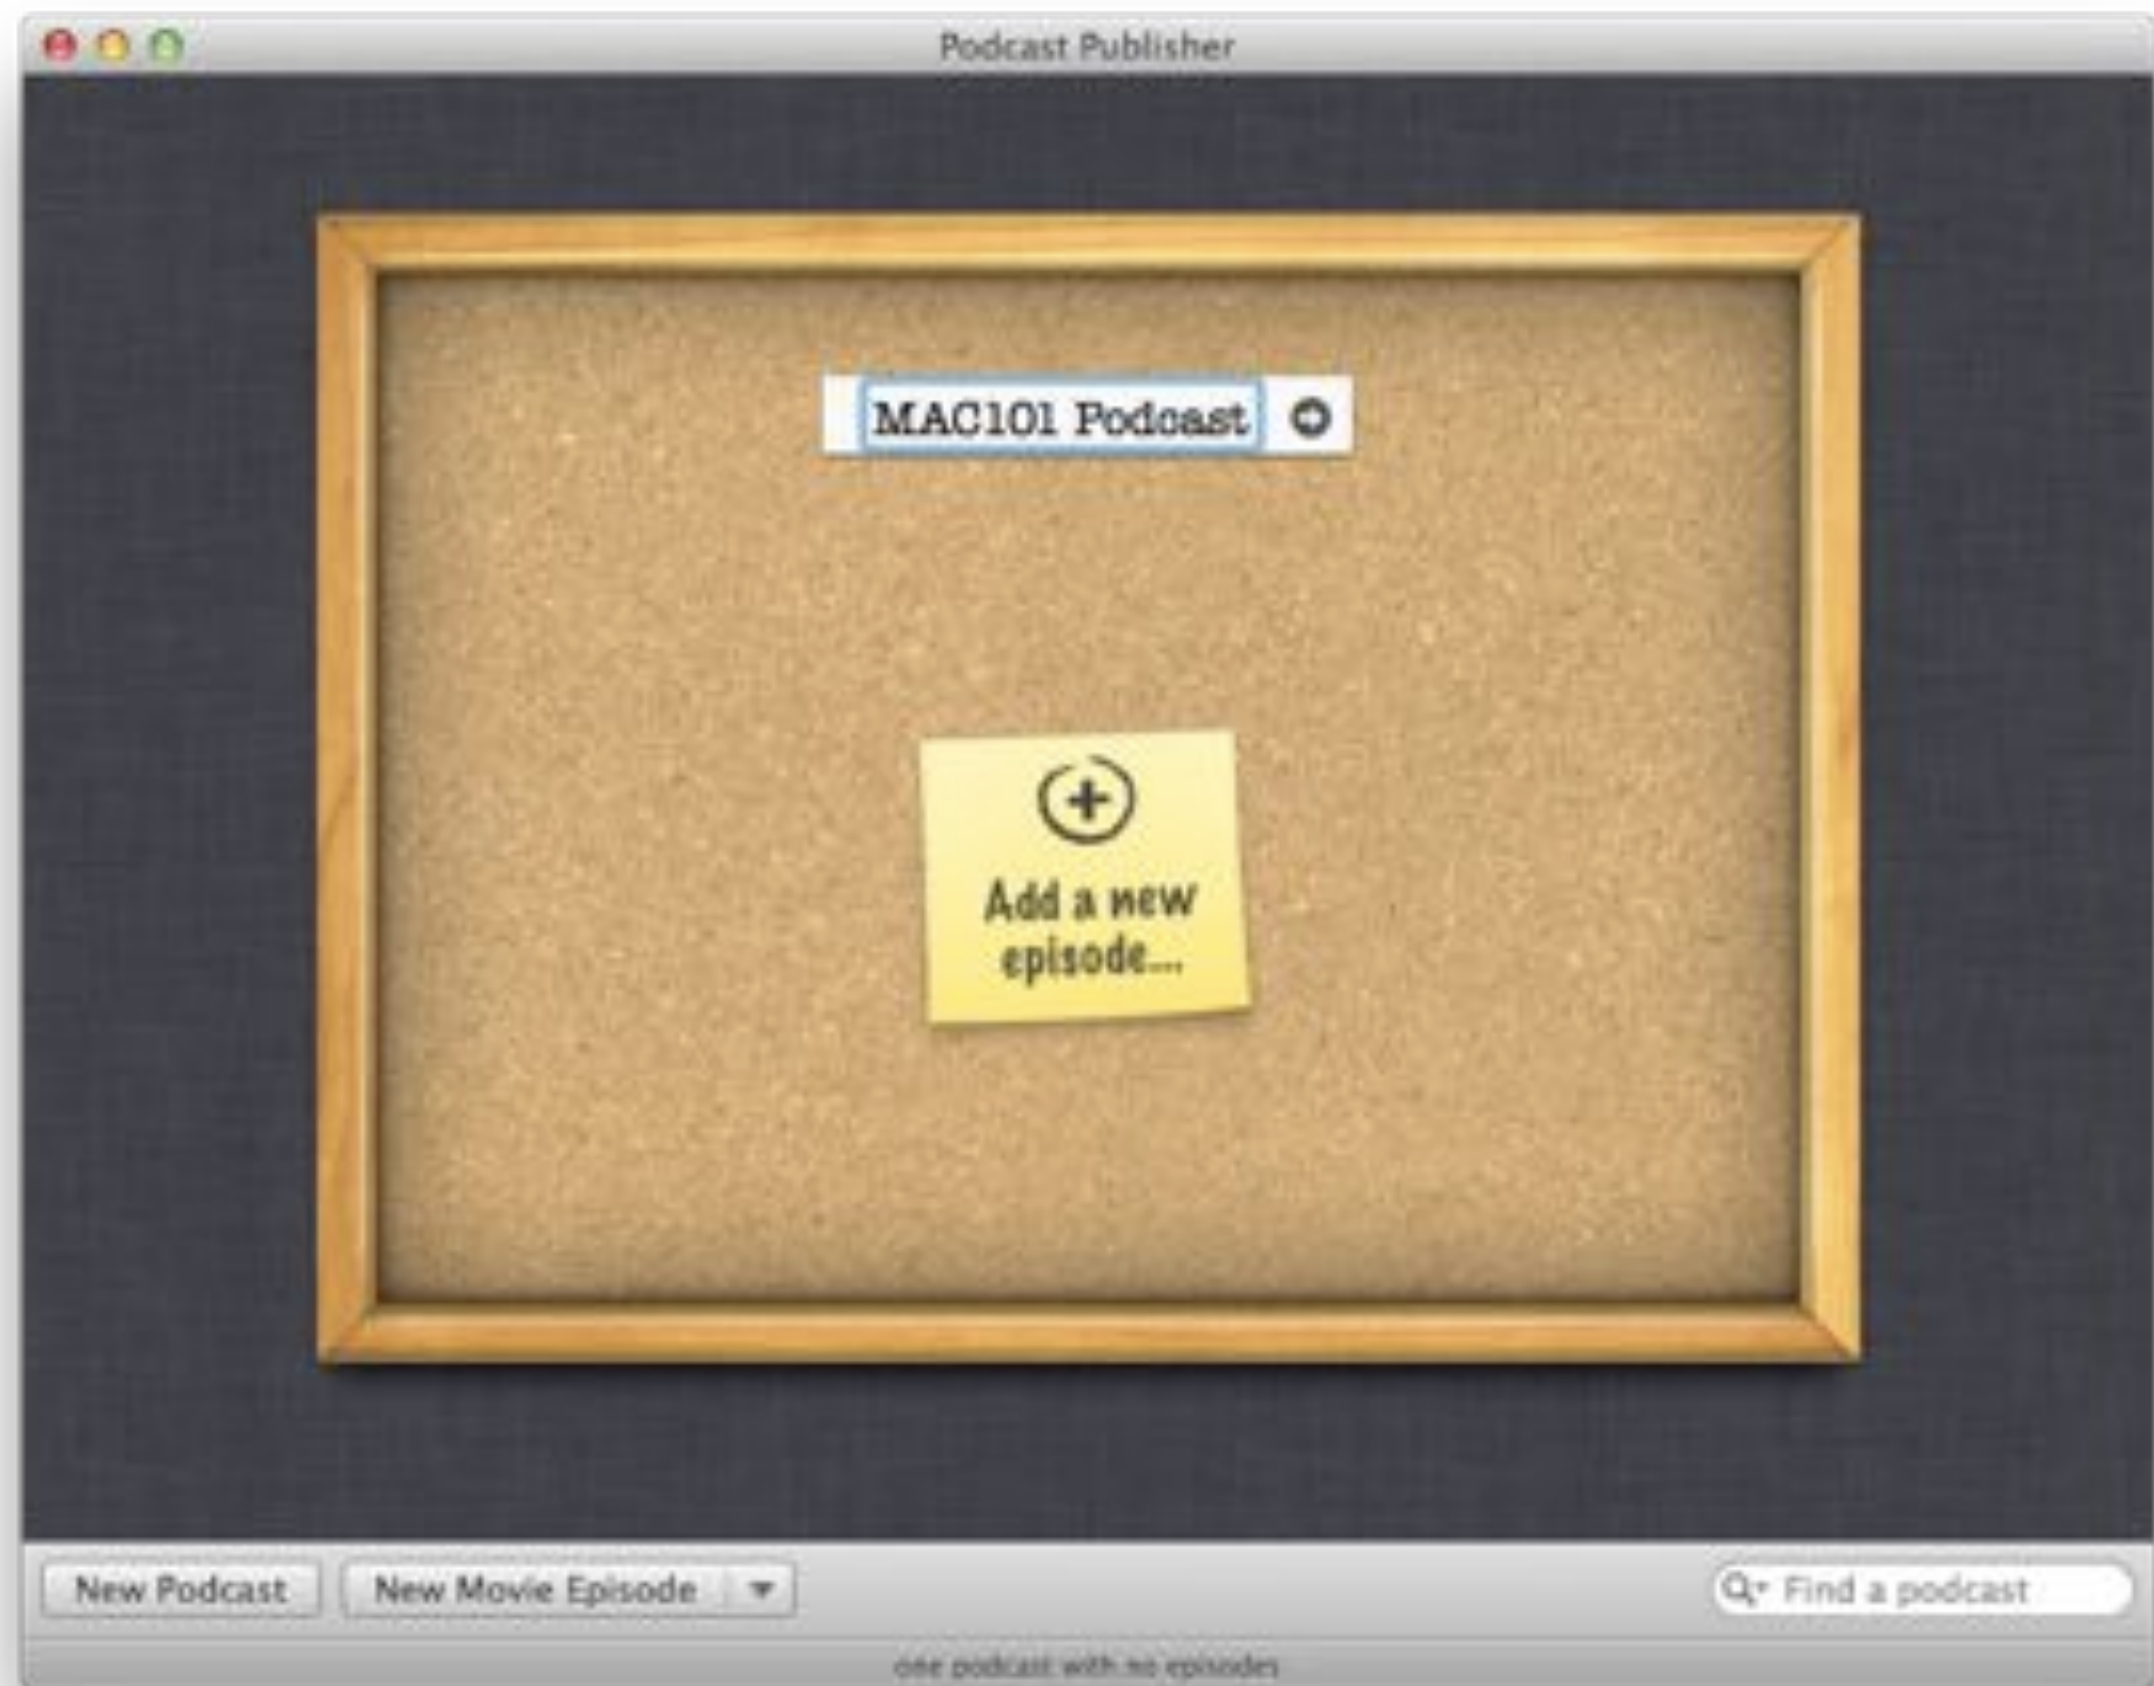 Podcast Publisher
MAC101 Podcast
Add a new
episode...
New Podcast
New Movie Episode
Find a podcast
one podcast with no episodes